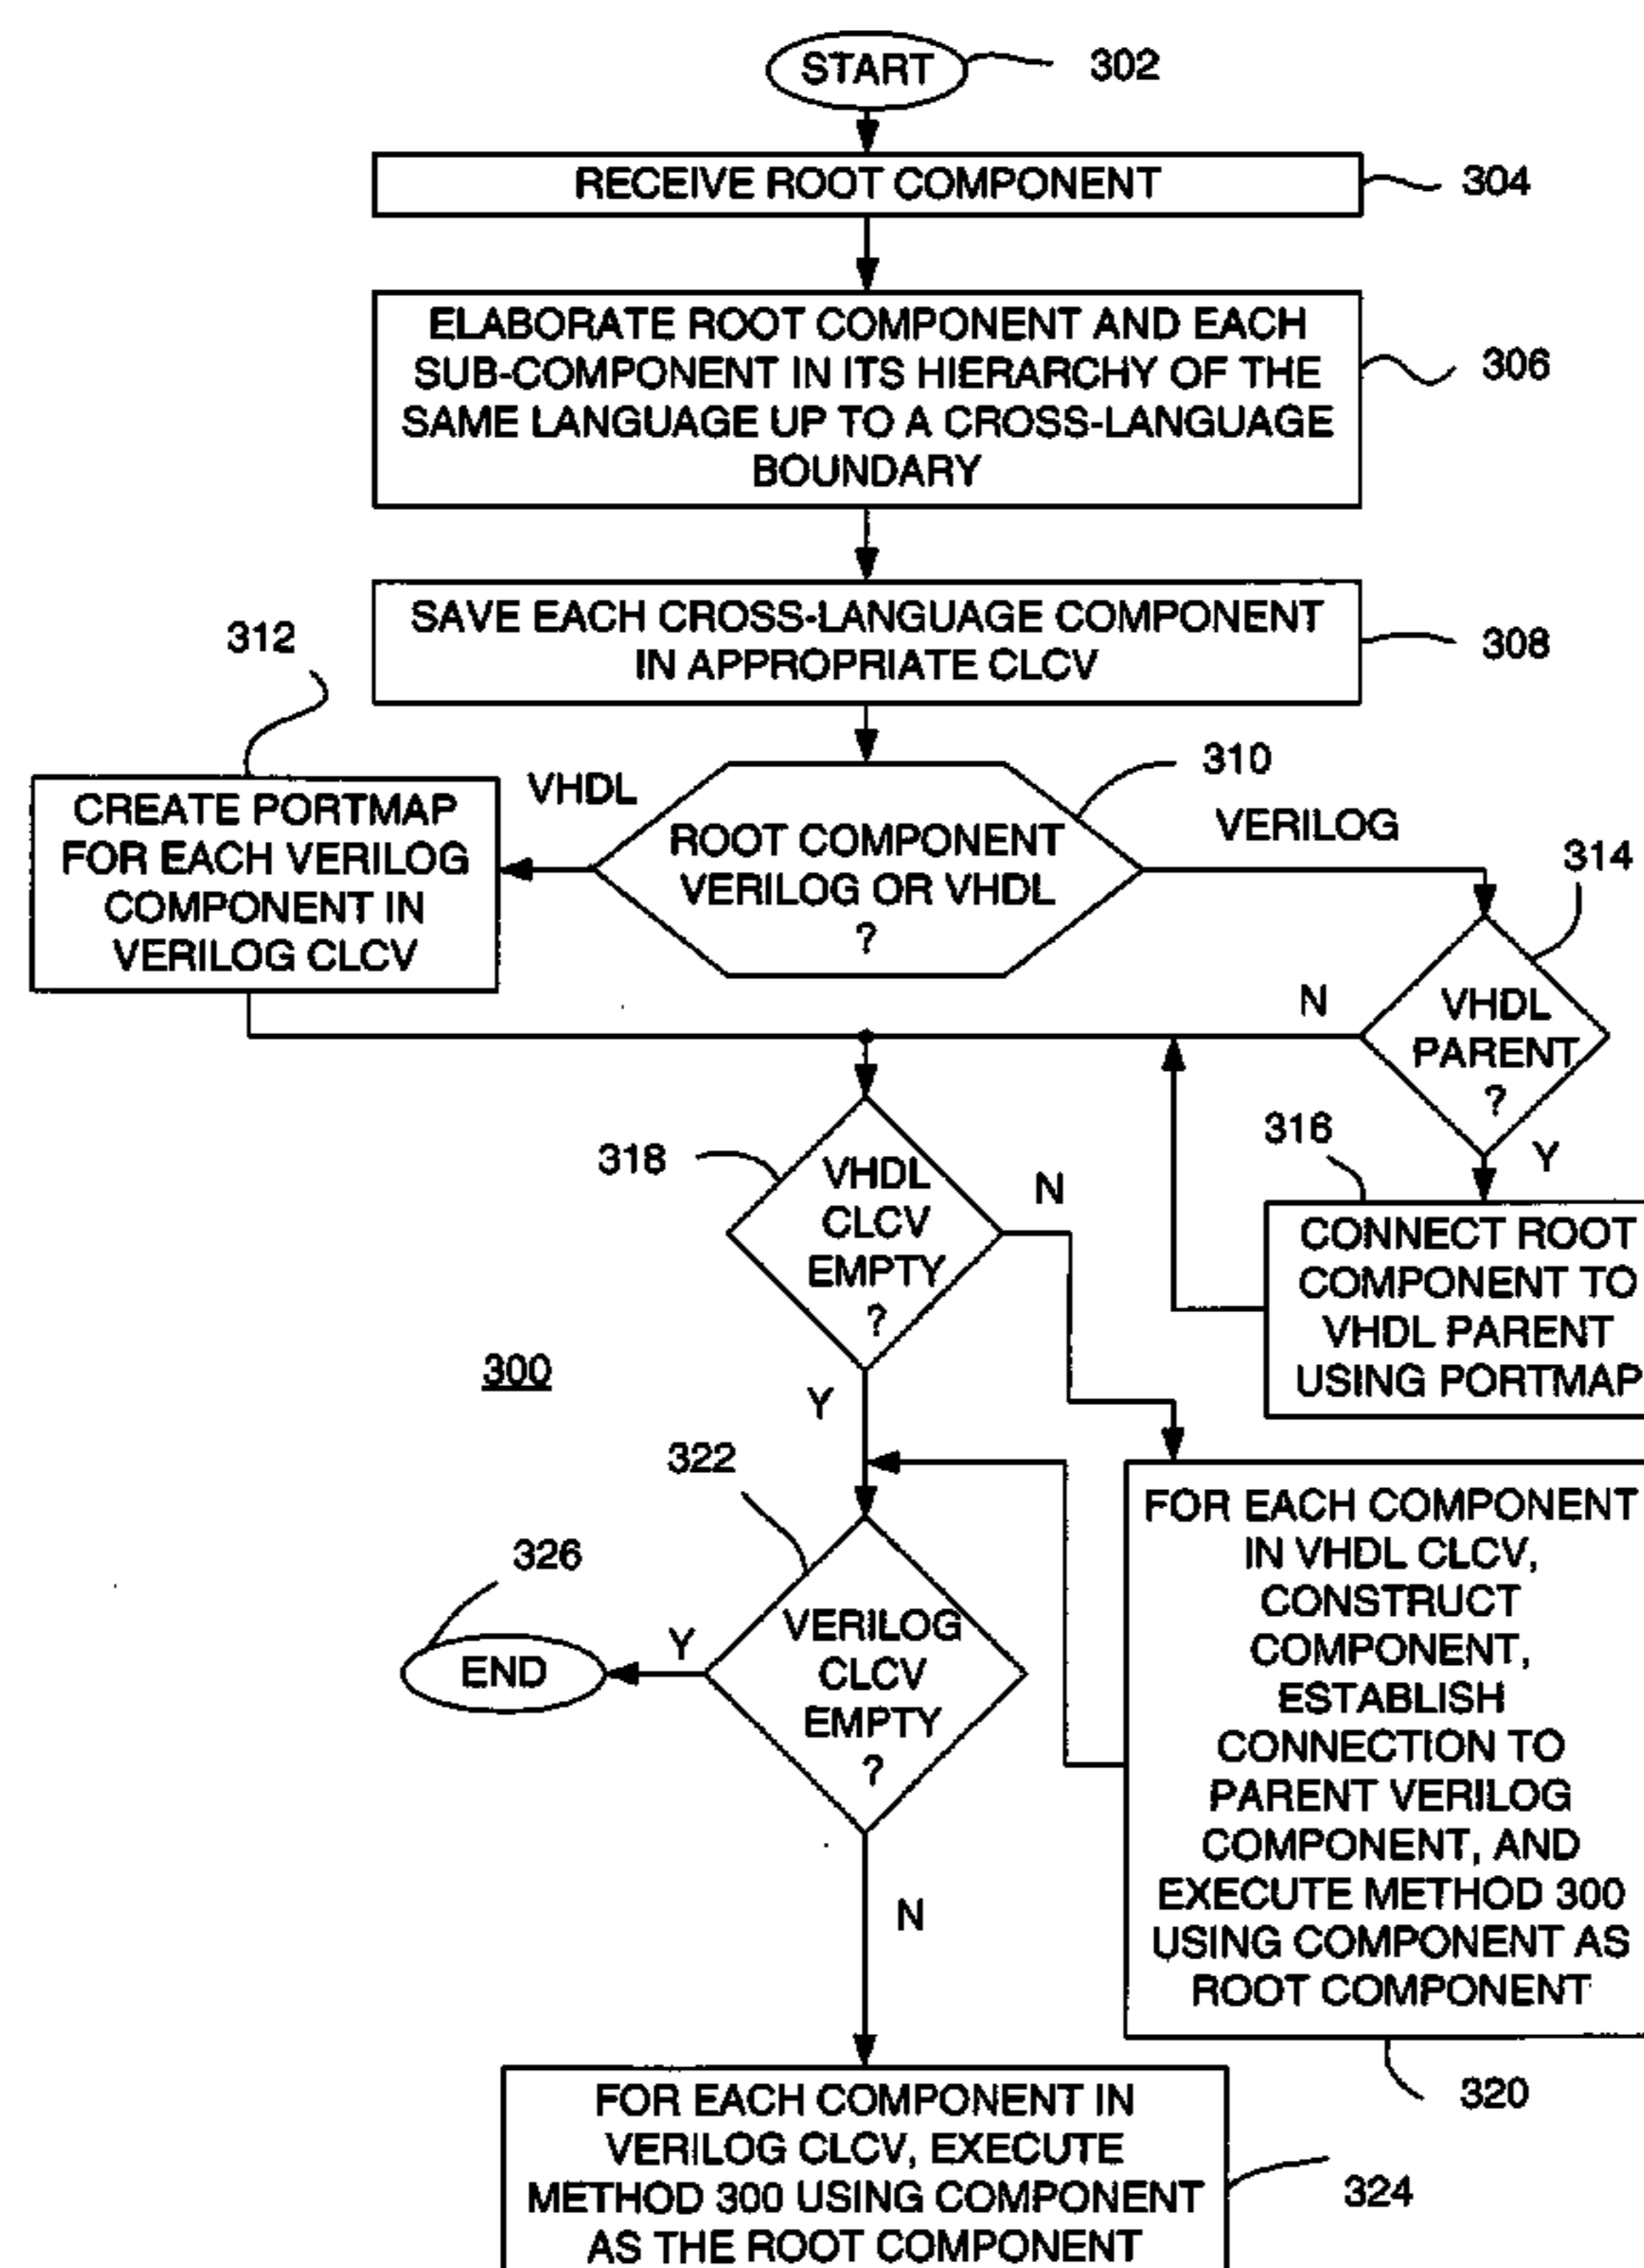 START
302
RECEIVE ROOT COMPONENT
304
ELABORATE ROOT COMPONENT AND EACH
SUB-COMPONENT IN ITS HIERARCHY OF THE
SAME LANGUAGE UP TO A CROSS-LANGUAGE
BOUNDARY
306
SAVE EACH CROSS-LANGUAGE COMPONENT
IN APPROPRIATE CLCV
308
312
CREATE PORTMAP
FOR EACH VERILOG
COMPONENT IN
VERILOG CLCV
VHDL
ROOT COMPONENT
VERILOG OR VHDL
?
310
VERILOG
314
VHDL
PARENT
?
N
Y
316
CONNECT ROOT
COMPONENT TO
VHDL PARENT
USING PORTMAP
318
VHDL
CLCV
EMPTY
?
N
Y
300
322
VERILOG
CLCV
EMPTY
?
Y
326
END
N
FOR EACH COMPONENT
IN VHDL CLCV,
CONSTRUCT
COMPONENT,
ESTABLISH
CONNECTION TO
PARENT VERILOG
COMPONENT, AND
EXECUTE METHOD 300
USING COMPONENT AS
ROOT COMPONENT
320
FOR EACH COMPONENT IN
VERILOG CLCV, EXECUTE
METHOD 300 USING COMPONENT
AS THE ROOT COMPONENT
324